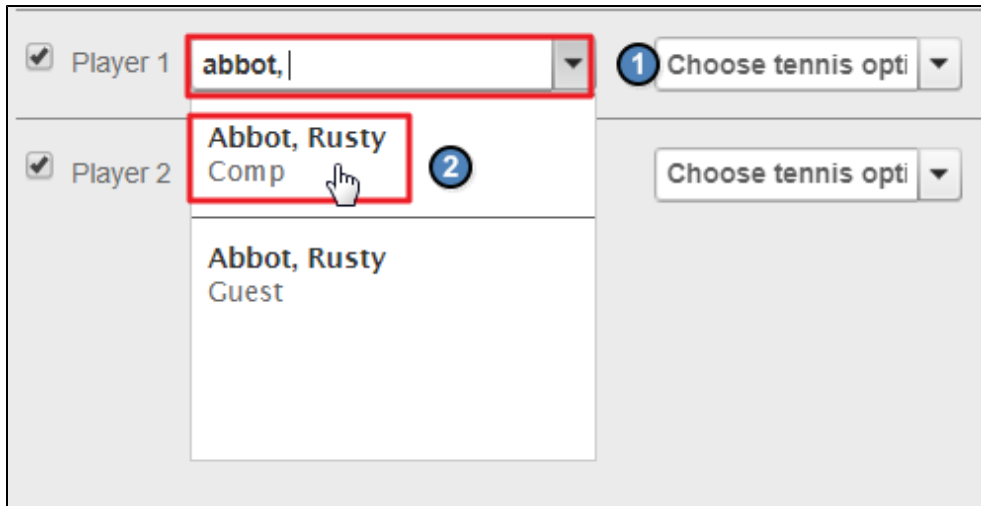 Player 1 abbot, 1 Choose tennis opti
Abbot, Rusty
Comp 2
Player 2 Choose tennis opti
Abbot, Rusty
Guest